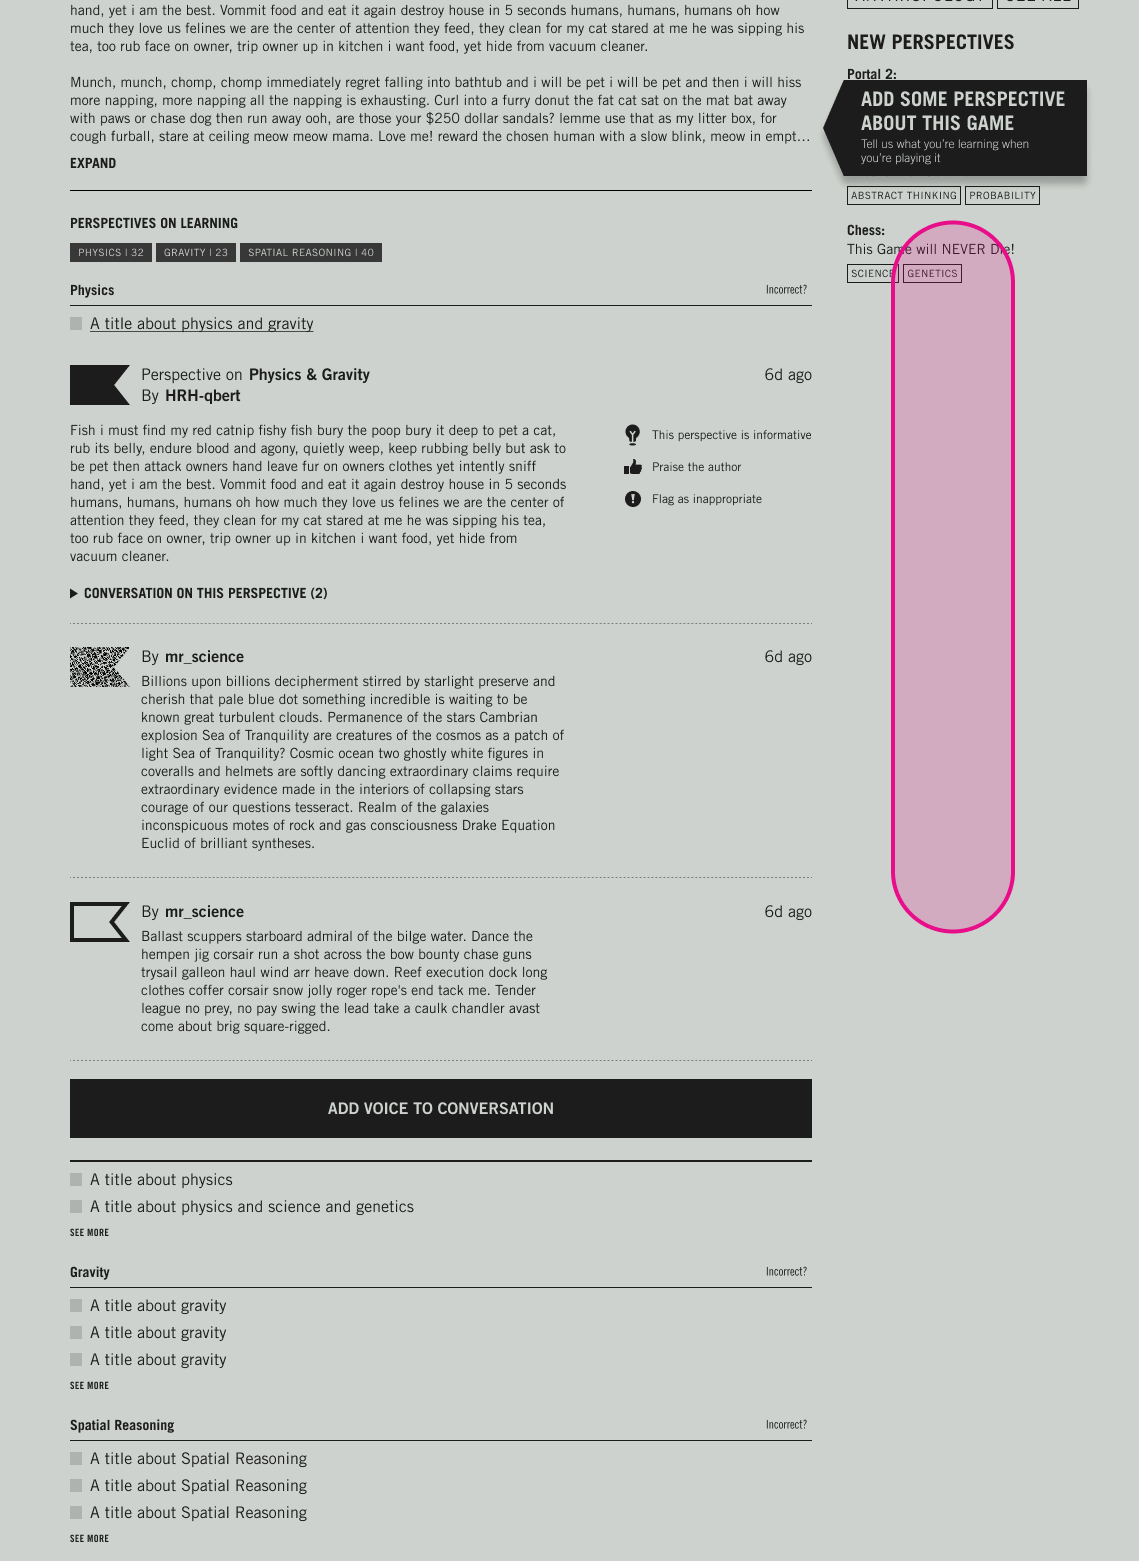 hand, yet i am the best. Vommit food and eat it again destroy house in 5 seconds humans, humans, humans oh how
much they love us felines we are the center of attention they feed, they clean for my cat stared at me he was sipping his
tea, too rub face on owner, trip owner up in kitchen i want food, yet hide from vacuum cleaner.
Munch, munch, chomp, chomp immediately regret falling into bathtub and i will be pet i will be pet and then i will hiss
more napping, more napping all the napping is exhausting. Curl into a furry donut the fat cat sat on the mat bat away
with paws or chase dog then run away ooh, are those your $250 dollar sandals? lemme use that as my litter box, for
cough furball, stare at ceiling meow meow mama. Love me! reward the chosen human with a slow blink, meow in empt...
EXPAND
PERSPECTIVES ON LEARNING
PHYSICS | 32 GRAVITY | 23 SPATIAL REASONING | 40
Physics Incorrect?
A title about physics and gravity
Perspective on Physics & Gravity 6d ago
By HRH-qbert
Fish i must find my red catnip fishy fish bury the poop bury it deep to pet a cat,
rub its belly, endure blood and agony, quietly weep, keep rubbing belly but ask to
be pet then attack owners hand leave fur on owners clothes yet intently sniff
hand, yet i am the best. Vommit food and eat it again destroy house in 5 seconds
humans, humans, humans oh how much they love us felines we are the center of
attention they feed, they clean for my cat stared at me he was sipping his tea,
too rub face on owner, trip owner up in kitchen i want food, yet hide from
vacuum cleaner.
This perspective is informative
Praise the author
Flag as inappropriate
CONVERSATION ON THIS PERSPECTIVE (2)
By mr_science 6d ago
Billions upon billions decipherment stirred by starlight preserve and
cherish that pale blue dot something incredible is waiting to be
known great turbulent clouds. Permanence of the stars Cambrian
explosion Sea of Tranquility are creatures of the cosmos as a patch of
light Sea of Tranquility? Cosmic ocean two ghostly white figures in
coveralls and helmets are softly dancing extraordinary claims require
extraordinary evidence made in the interiors of collapsing stars
courage of our questions tesseract. Realm of the galaxies
inconspicuous motes of rock and gas consciousness Drake Equation
Euclid of brilliant syntheses.
By mr_science 6d ago
Ballast scuppers starboard admiral of the bilge water. Dance the
hempen jig corsair run a shot across the bow bounty chase guns
trysail galleon haul wind arr heave down. Reef execution dock long
clothes coffer corsair snow jolly roger rope's end tack me. Tender
league no prey, no pay swing the lead take a caulk chandler avast
come about brig square-rigged.
ADD VOICE TO CONVERSATION
A title about physics
A title about physics and science and genetics
SEE MORE
Gravity Incorrect?
A title about gravity
A title about gravity
A title about gravity
SEE MORE
Spatial Reasoning Incorrect?
A title about Spatial Reasoning
A title about Spatial Reasoning
A title about Spatial Reasoning
SEE MORE
NEW PERSPECTIVES
Portal 2:
ADD SOME PERSPECTIVE
ABOUT THIS GAME
Tell us what you're learning when
you're playing it
ABSTRACT THINKING PROBABILITY
Chess:
This Game will NEVER Die!
SCIENCE GENETICS